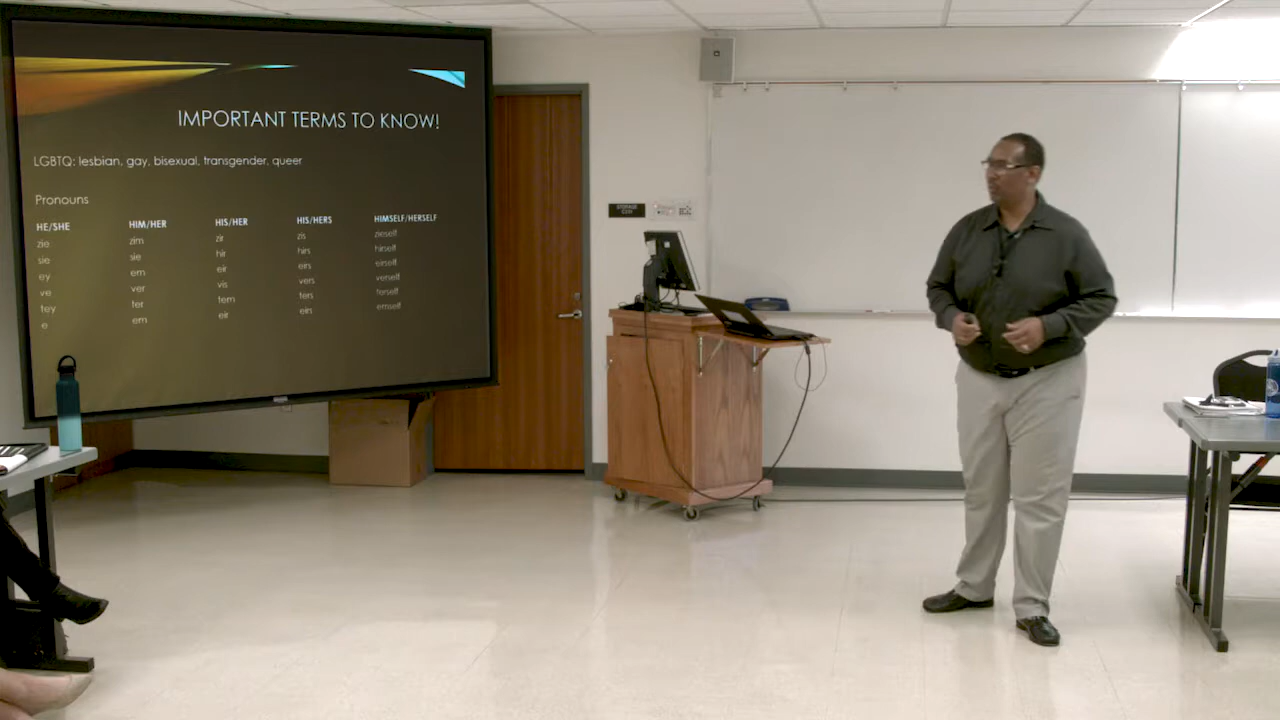 IMPORTANT TERMS TO KNOW!
LGBTQ: lesbian, gay, bisexual, transgender, queer
Pronouns
HE/SHE HIM/HER HIS/HER HIS/HERS HIMSELF/HERSELF
zie zim zir zis zieself
sie sie hir hirs hirself
ey em eir eirs eirself
ve ver vis vers verself
tey ter tem ters terself
e em eir eirs emself
STORAGE